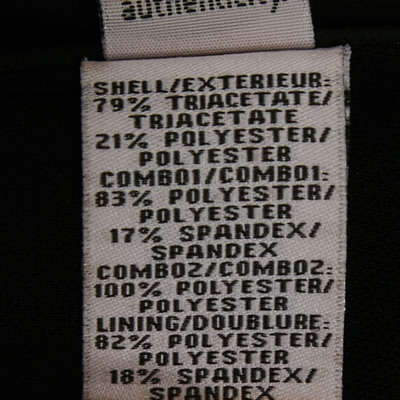 authenticity
SHELL/EXTERIEUR:
79% TRIACETATE/
TRIACETATE
21% POLYESTER/
POLYESTER
COMBO1/COMBO1:
83% POLYESTER/
POLYESTER
17% SPANDEX/
SPANDEX
COMBO2/COMBO2:
100% POLYESTER/
POLYESTER
LINING/DOUBLURE:
82% POLYESTER/
POLYESTER
18% SPANDEX/
SPANDEX